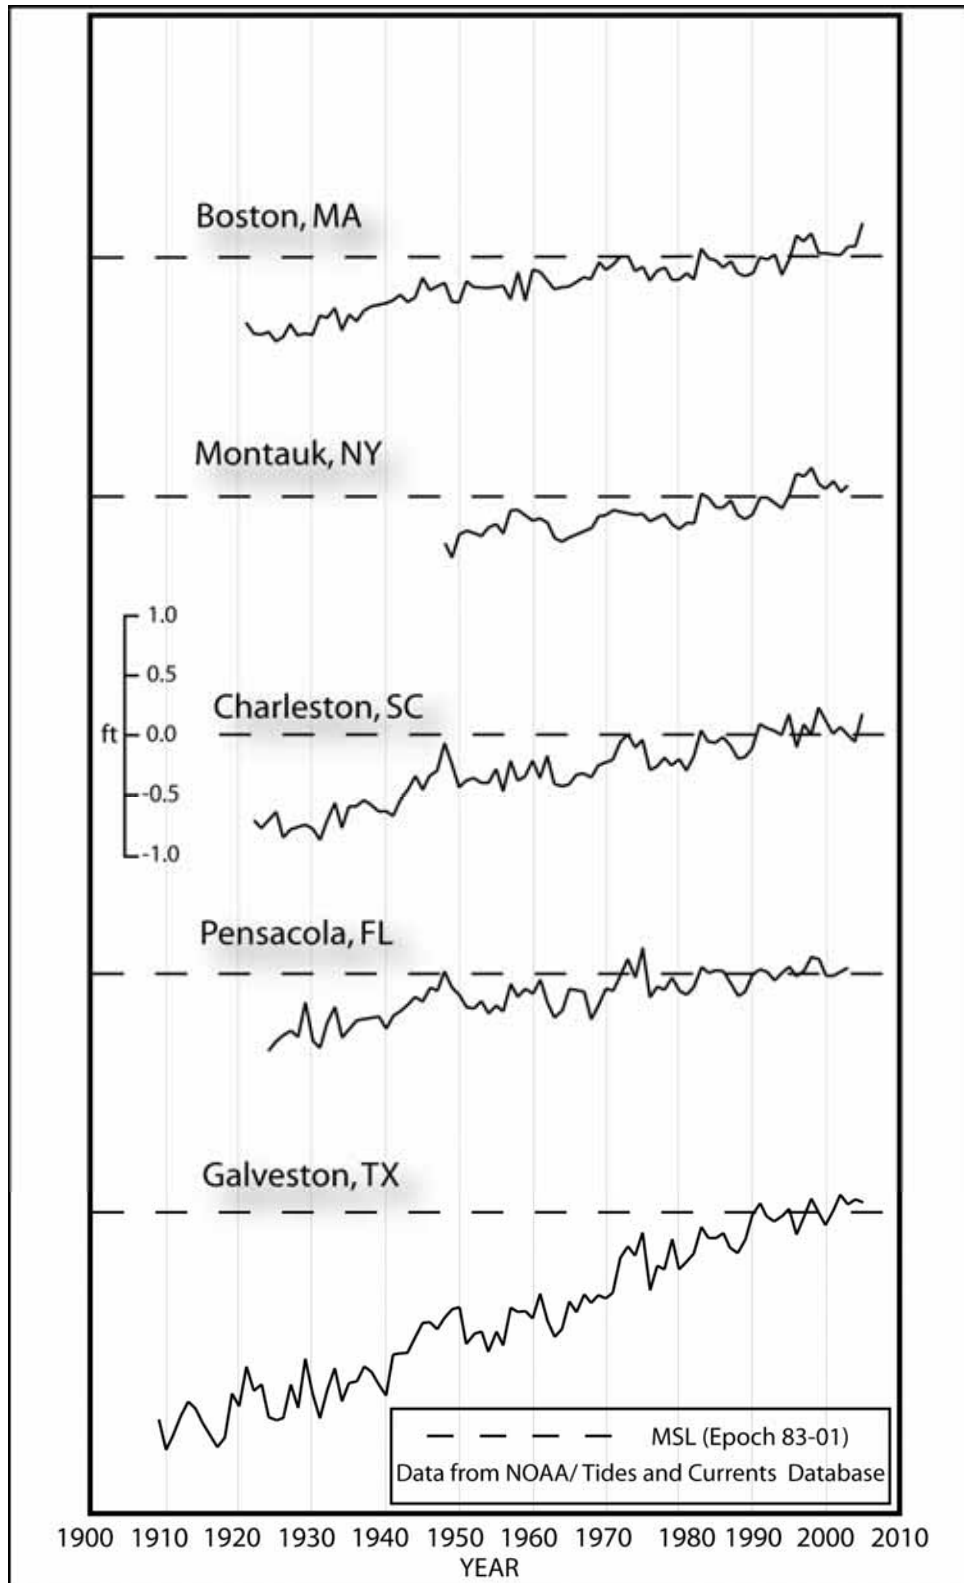 Boston, MA
Montauk, NY
1.0
0.5
Charleston, SC
ft 0.0
-0.5
-1.0
Pensacola, FL
Galveston, TX
MSL (Epoch 83-01)
Data from NOAA/ Tides and Currents Database
1900 1910 1920 1930 1940 1950 1960 1970 1980 1990 2000 2010
YEAR